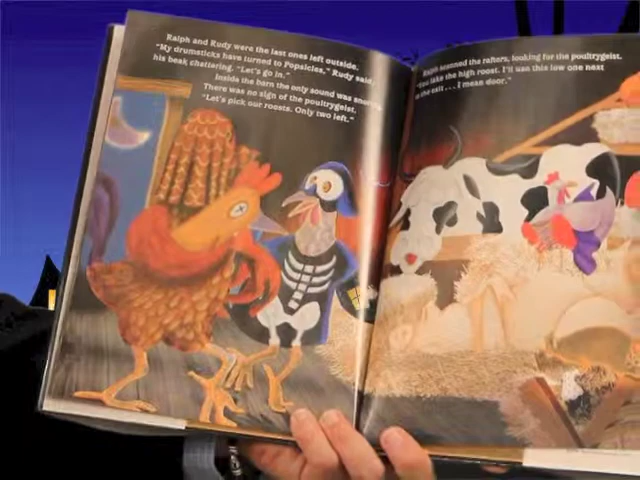 Ralph and Rudy were the last ones left outside.
"My drumsticks have turned to Popsicles," Rudy said,
his beak chattering. "Let's go in."
Inside the barn the only sound was
There was no sign of the poultrygeist.
"Let's pick our roosts. Only two left."
Ralph scanned the rafters, looking for the poultrygeist.
"You take the high roost. I'll use this low one next
to the exit . . . I mean door."